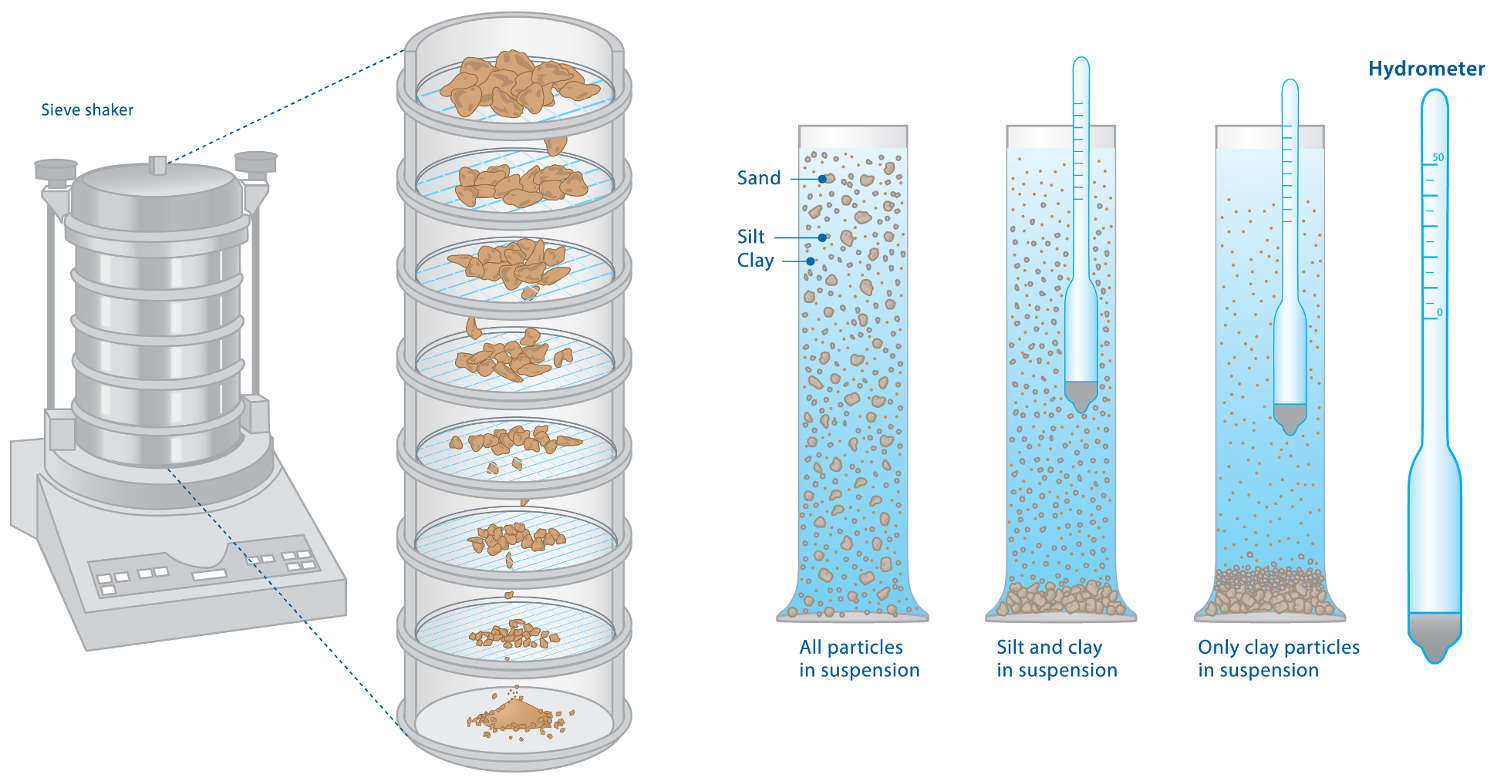 Sieve shaker
Hydrometer
50
0
Sand
Silt
Clay
All particles
in suspension
Silt and clay
in suspension
Only clay particles
in suspension